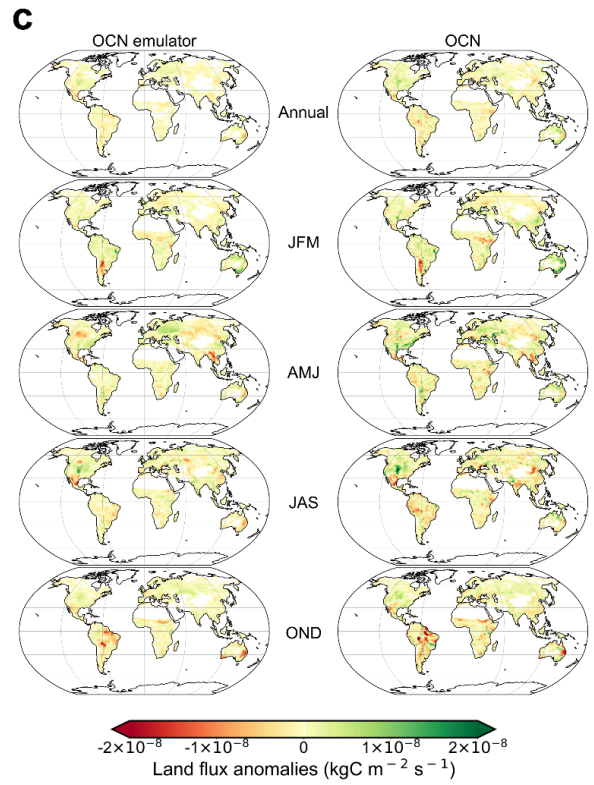 C
OCN emulator OCN
Annual
JFM
AMJ
JAS
OND
-2×10⁻⁸ -1×10⁻⁸ 0 1×10⁻⁸ 2×10⁻⁸
Land flux anomalies (kgC m⁻² s⁻¹)